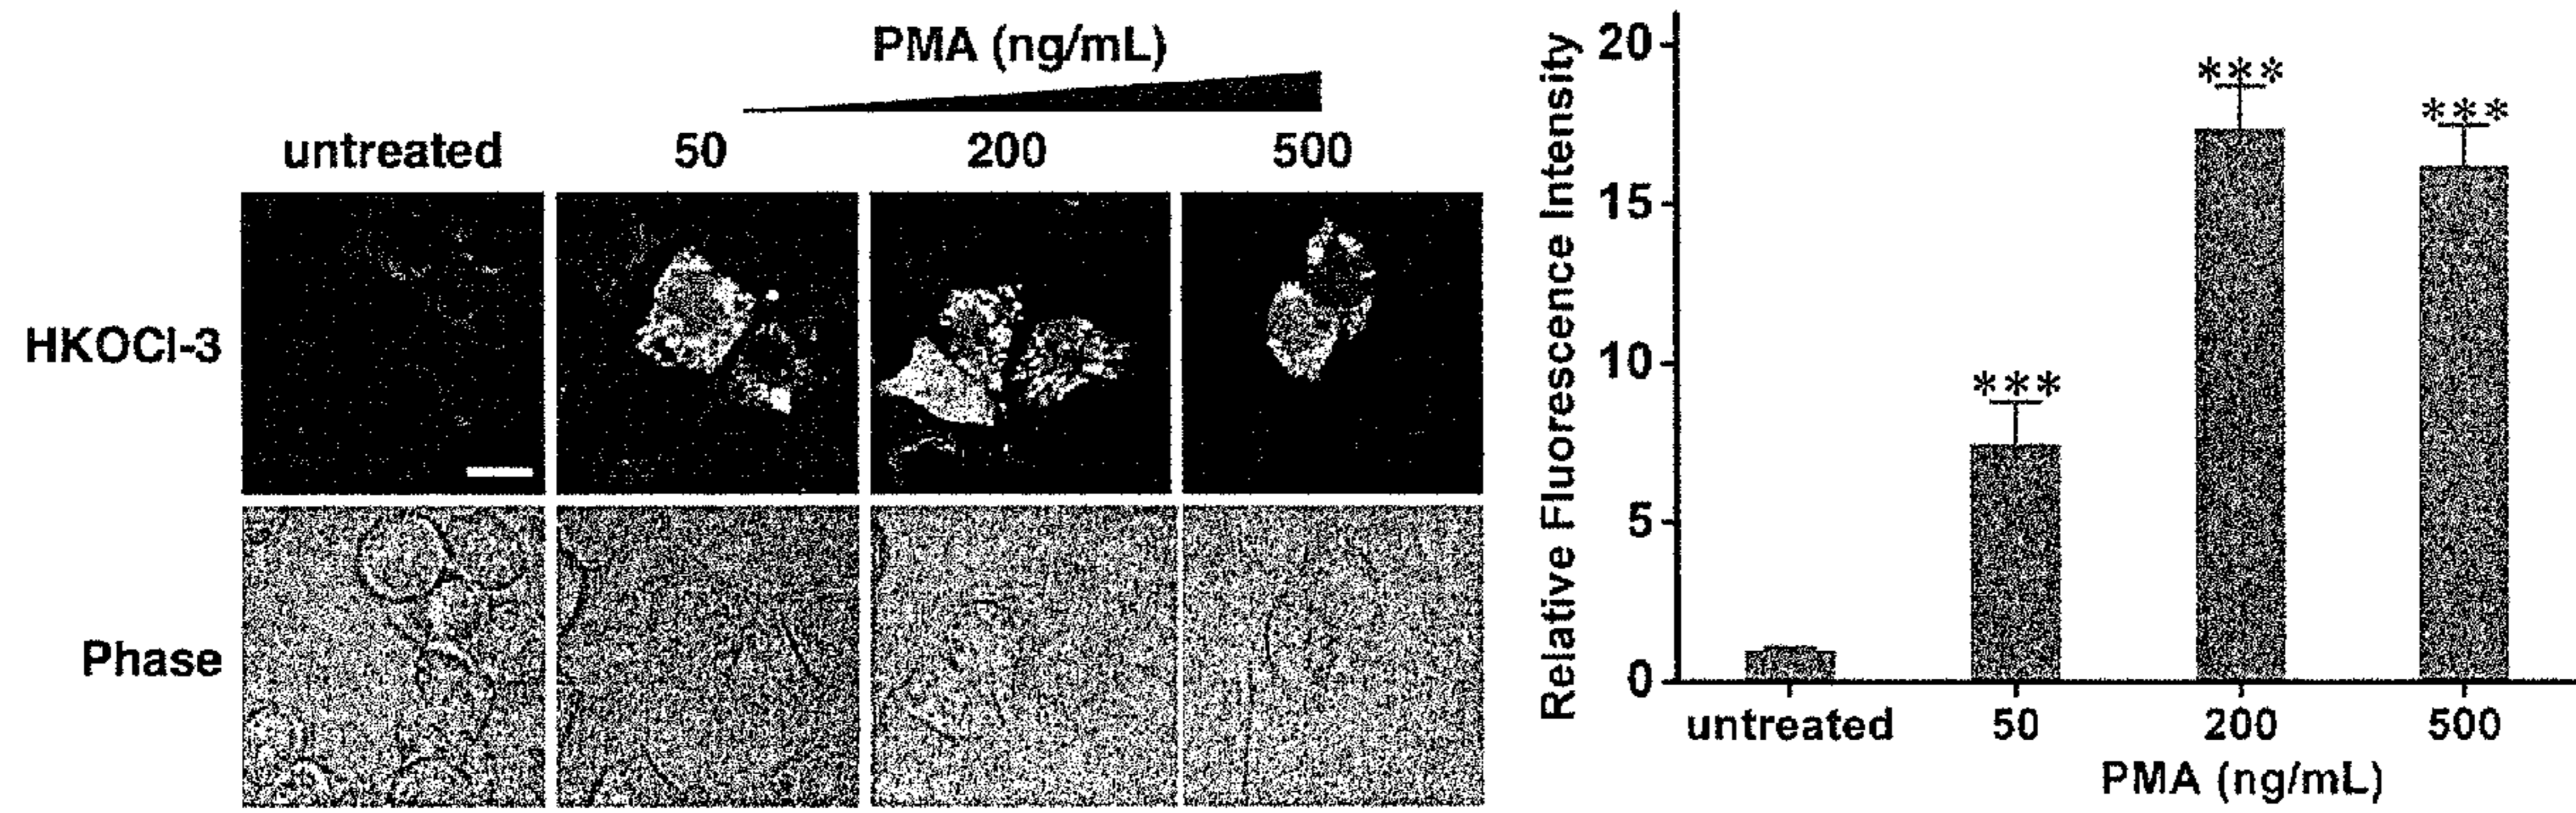 PMA (ng/mL)
untreated 50 200 500
HKOCl-3
Phase
Relative Fluorescence Intensity
20
15
10
5
0
***
***
***
untreated 50 200 500
PMA (ng/mL)